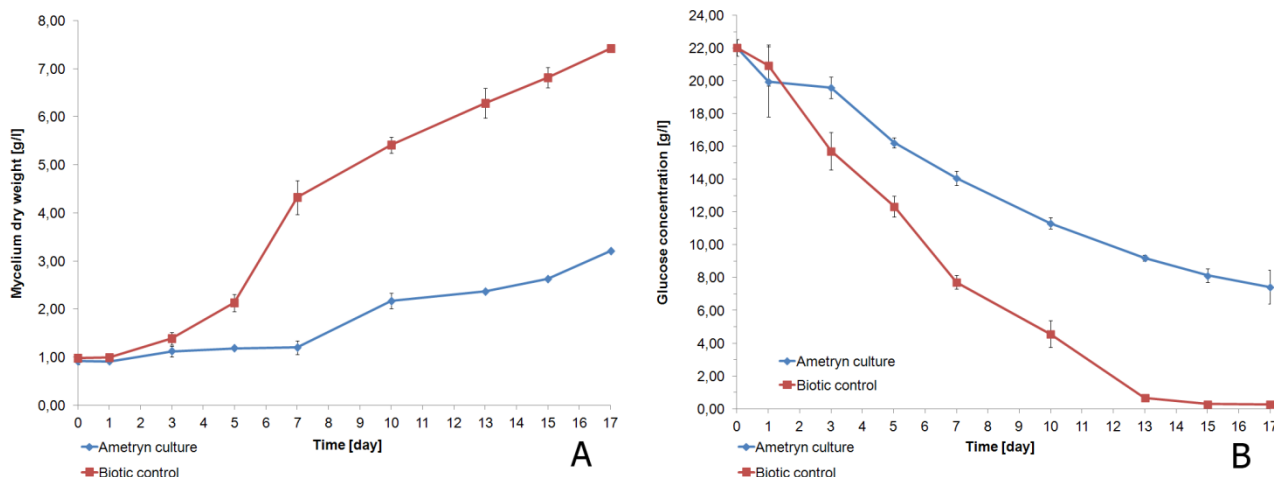 8,00
7,00
6,00
5,00
4,00
3,00
2,00
1,00
0,00
Mycelium dry weight [g/l]
0 1 2 3 4 5 6 7 8 9 10 11 12 13 14 15 16 17
Time [day]
Ametryn culture
Biotic control
A
24,00
22,00
20,00
18,00
16,00
14,00
12,00
10,00
8,00
6,00
4,00
2,00
0,00
Glucose concentration [g/l]
Ametryn culture
Biotic control
0 1 2 3 4 5 6 7 8 9 10 11 12 13 14 15 16 17
Time [day]
Ametryn culture
Biotic control
B